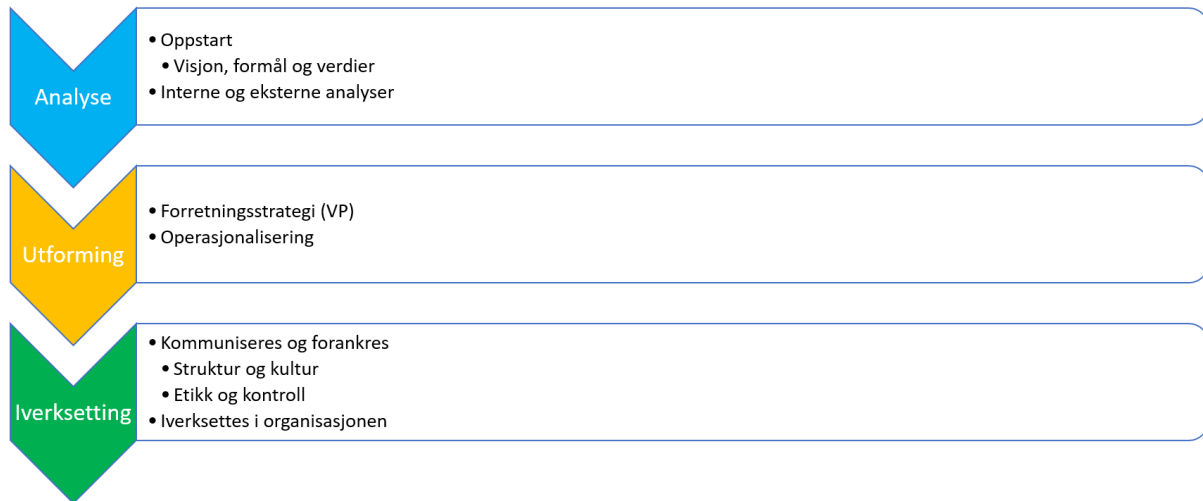 Analyse
• Oppstart
• Visjon, formål og verdier
• Interne og eksterne analyser
Utforming
• Forretningsstrategi (VP)
• Operasjonalisering
Iverksetting
• Kommuniseres og forankres
• Struktur og kultur
• Etikk og kontroll
• Iverksettes i organisasjonen